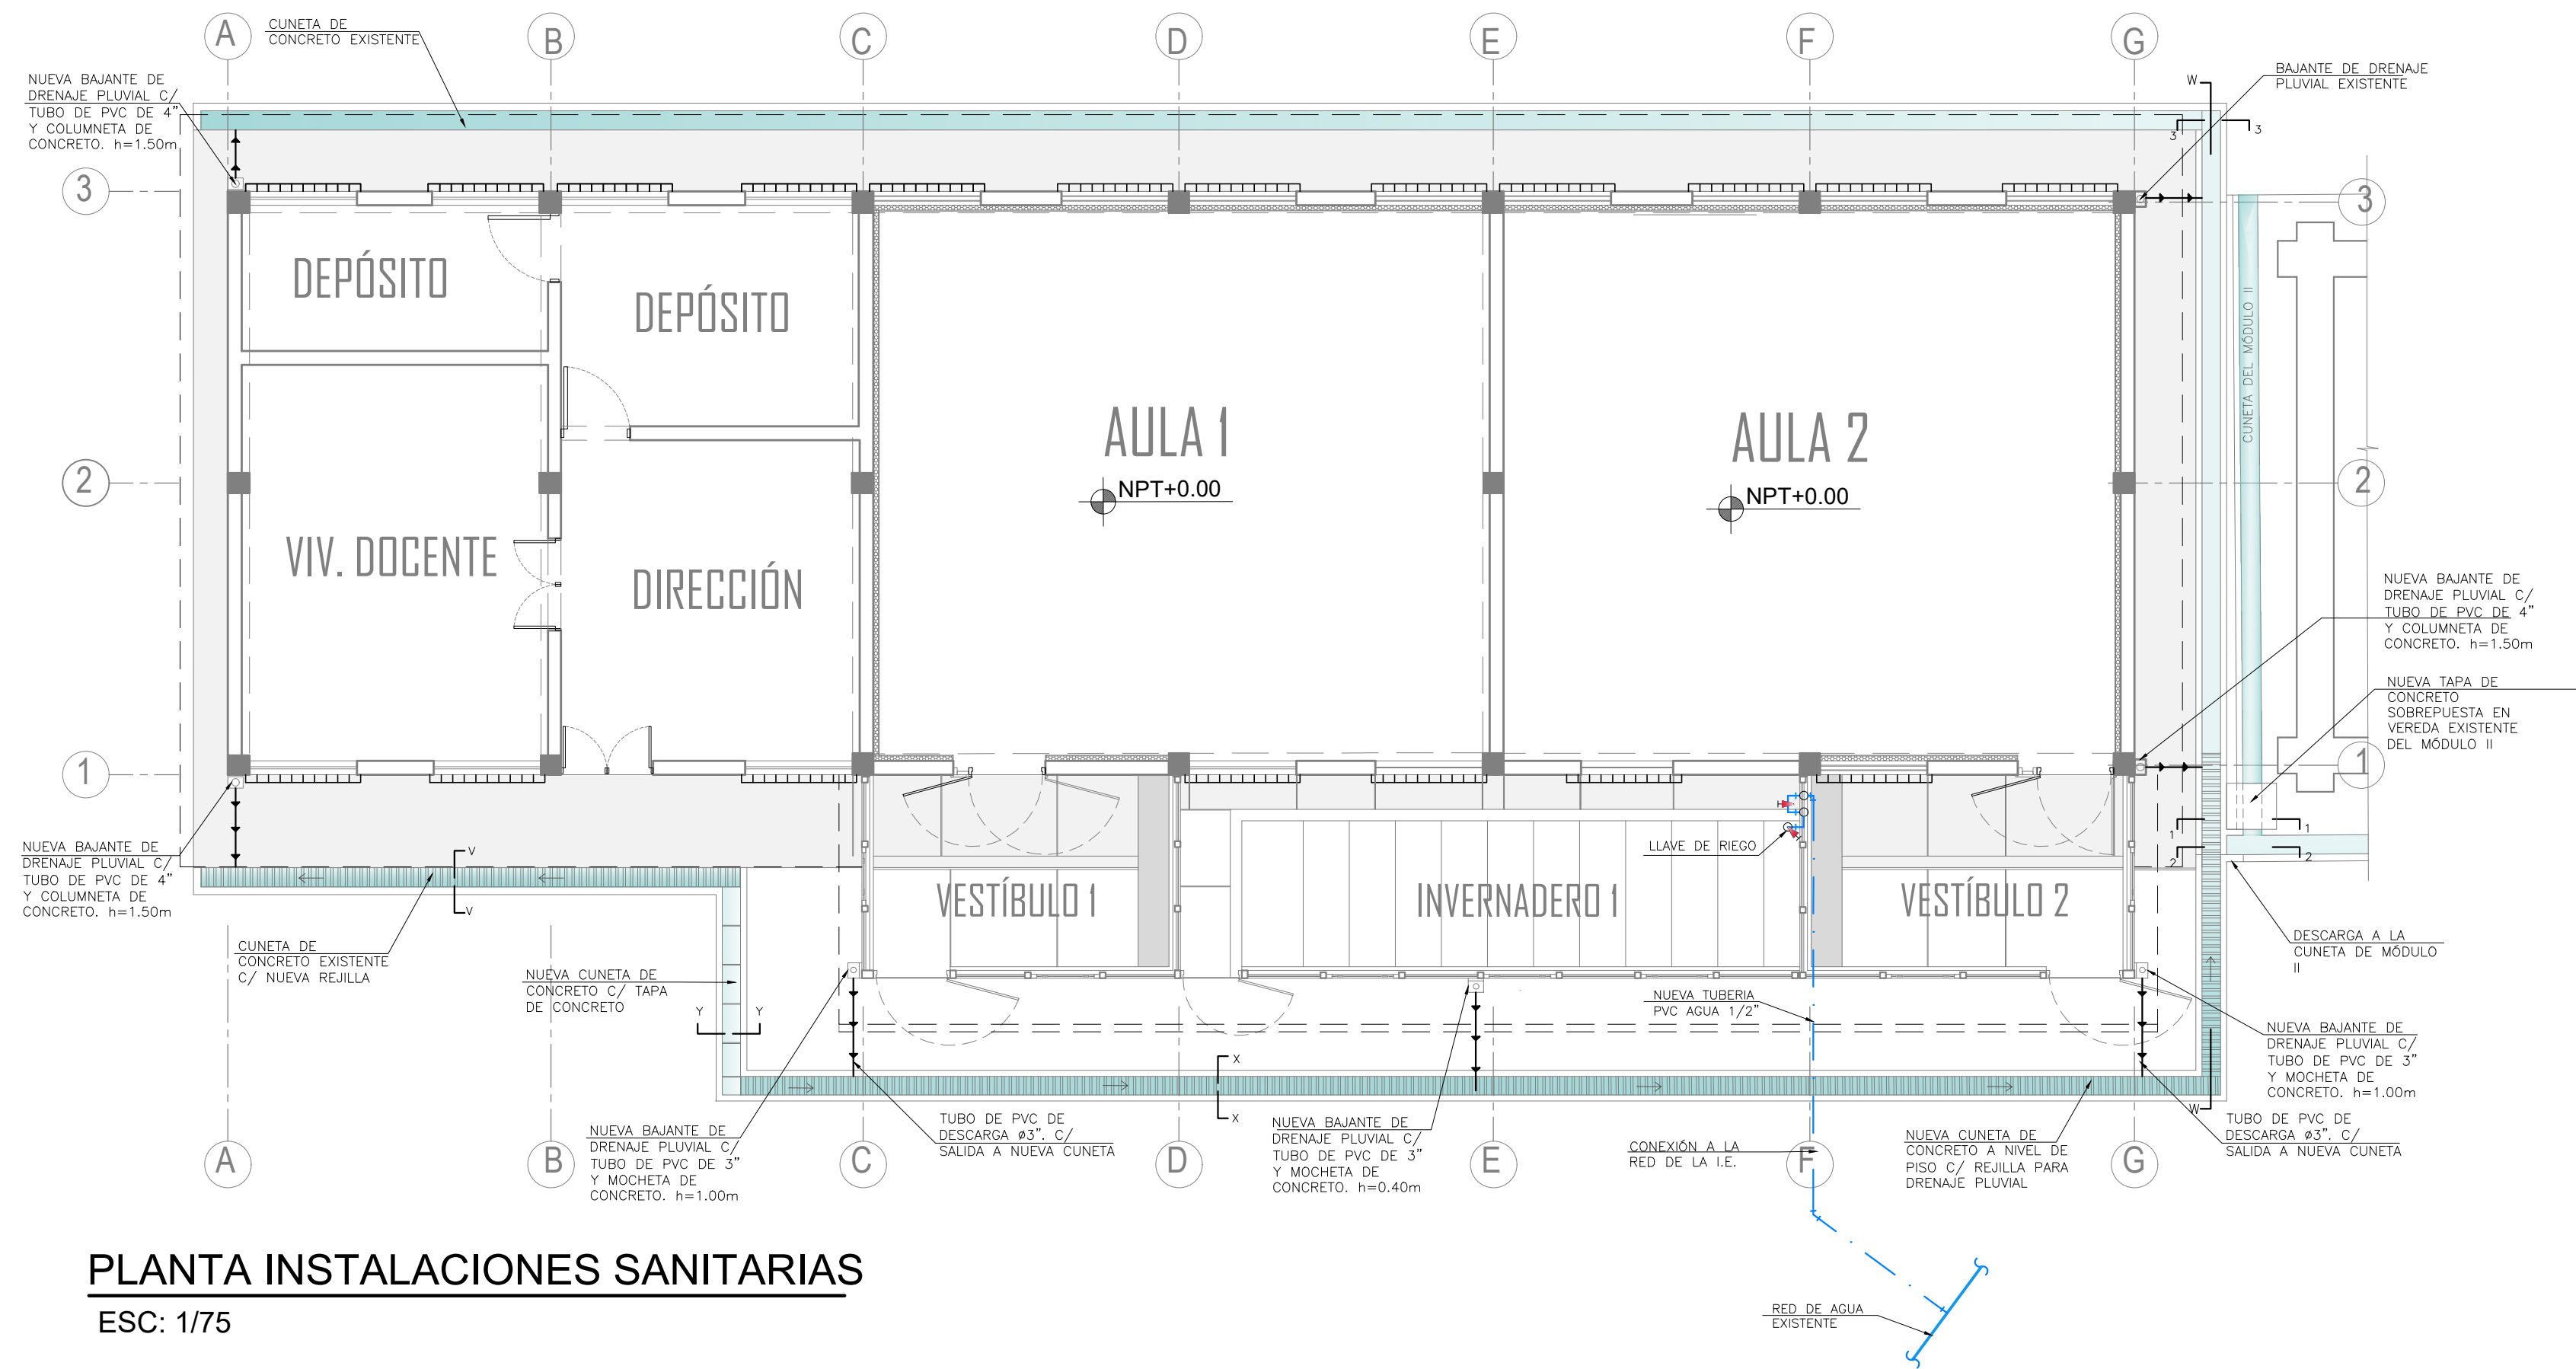 A
B
C
D
E
F
G
CUNETA DE
CONCRETO EXISTENTE
NUEVA BAJANTE DE
DRENAJE PLUVIAL C/
TUBO DE PVC DE 4"
Y COLUMNETA DE
CONCRETO. h=1.50m
BAJANTE DE DRENAJE
PLUVIAL EXISTENTE
W
3
3
3
3
DEPÓSITO
DEPÓSITO
CUNETA DEL MÓDULO II
AULA 1
NPT+0.00
AULA 2
NPT+0.00
2
2
VIV. DOCENTE
DIRECCIÓN
NUEVA BAJANTE DE
DRENAJE PLUVIAL C/
TUBO DE PVC DE 4"
Y COLUMNETA DE
CONCRETO. h=1.50m
NUEVA TAPA DE
CONCRETO
SOBREPUESTA EN
VEREDA EXISTENTE
DEL MÓDULO II
1
1
1
1
2
2
NUEVA BAJANTE DE
DRENAJE PLUVIAL C/
TUBO DE PVC DE 4"
Y COLUMNETA DE
CONCRETO. h=1.50m
V
V
LLAVE DE RIEGO
VESTÍBULO 1
INVERNADERO 1
VESTÍBULO 2
CUNETA DE
CONCRETO EXISTENTE
C/ NUEVA REJILLA
NUEVA CUNETA DE
CONCRETO C/ TAPA
DE CONCRETO
Y
Y
DESCARGA A LA
CUNETA DE MÓDULO
II
NUEVA TUBERIA
PVC AGUA 1/2"
NUEVA BAJANTE DE
DRENAJE PLUVIAL C/
TUBO DE PVC DE 3"
Y MOCHETA DE
CONCRETO. h=1.00m
X
X
W
NUEVA BAJANTE DE
DRENAJE PLUVIAL C/
TUBO DE PVC DE 3"
Y MOCHETA DE
CONCRETO. h=1.00m
TUBO DE PVC DE
DESCARGA ø3". C/
SALIDA A NUEVA CUNETA
NUEVA BAJANTE DE
DRENAJE PLUVIAL C/
TUBO DE PVC DE 3"
Y MOCHETA DE
CONCRETO. h=0.40m
CONEXIÓN A LA
RED DE LA I.E.
NUEVA CUNETA DE
CONCRETO A NIVEL DE
PISO C/ REJILLA PARA
DRENAJE PLUVIAL
TUBO DE PVC DE
DESCARGA ø3". C/
SALIDA A NUEVA CUNETA
A
B
C
D
E
F
G
PLANTA INSTALACIONES SANITARIAS
ESC: 1/75
RED DE AGUA
EXISTENTE